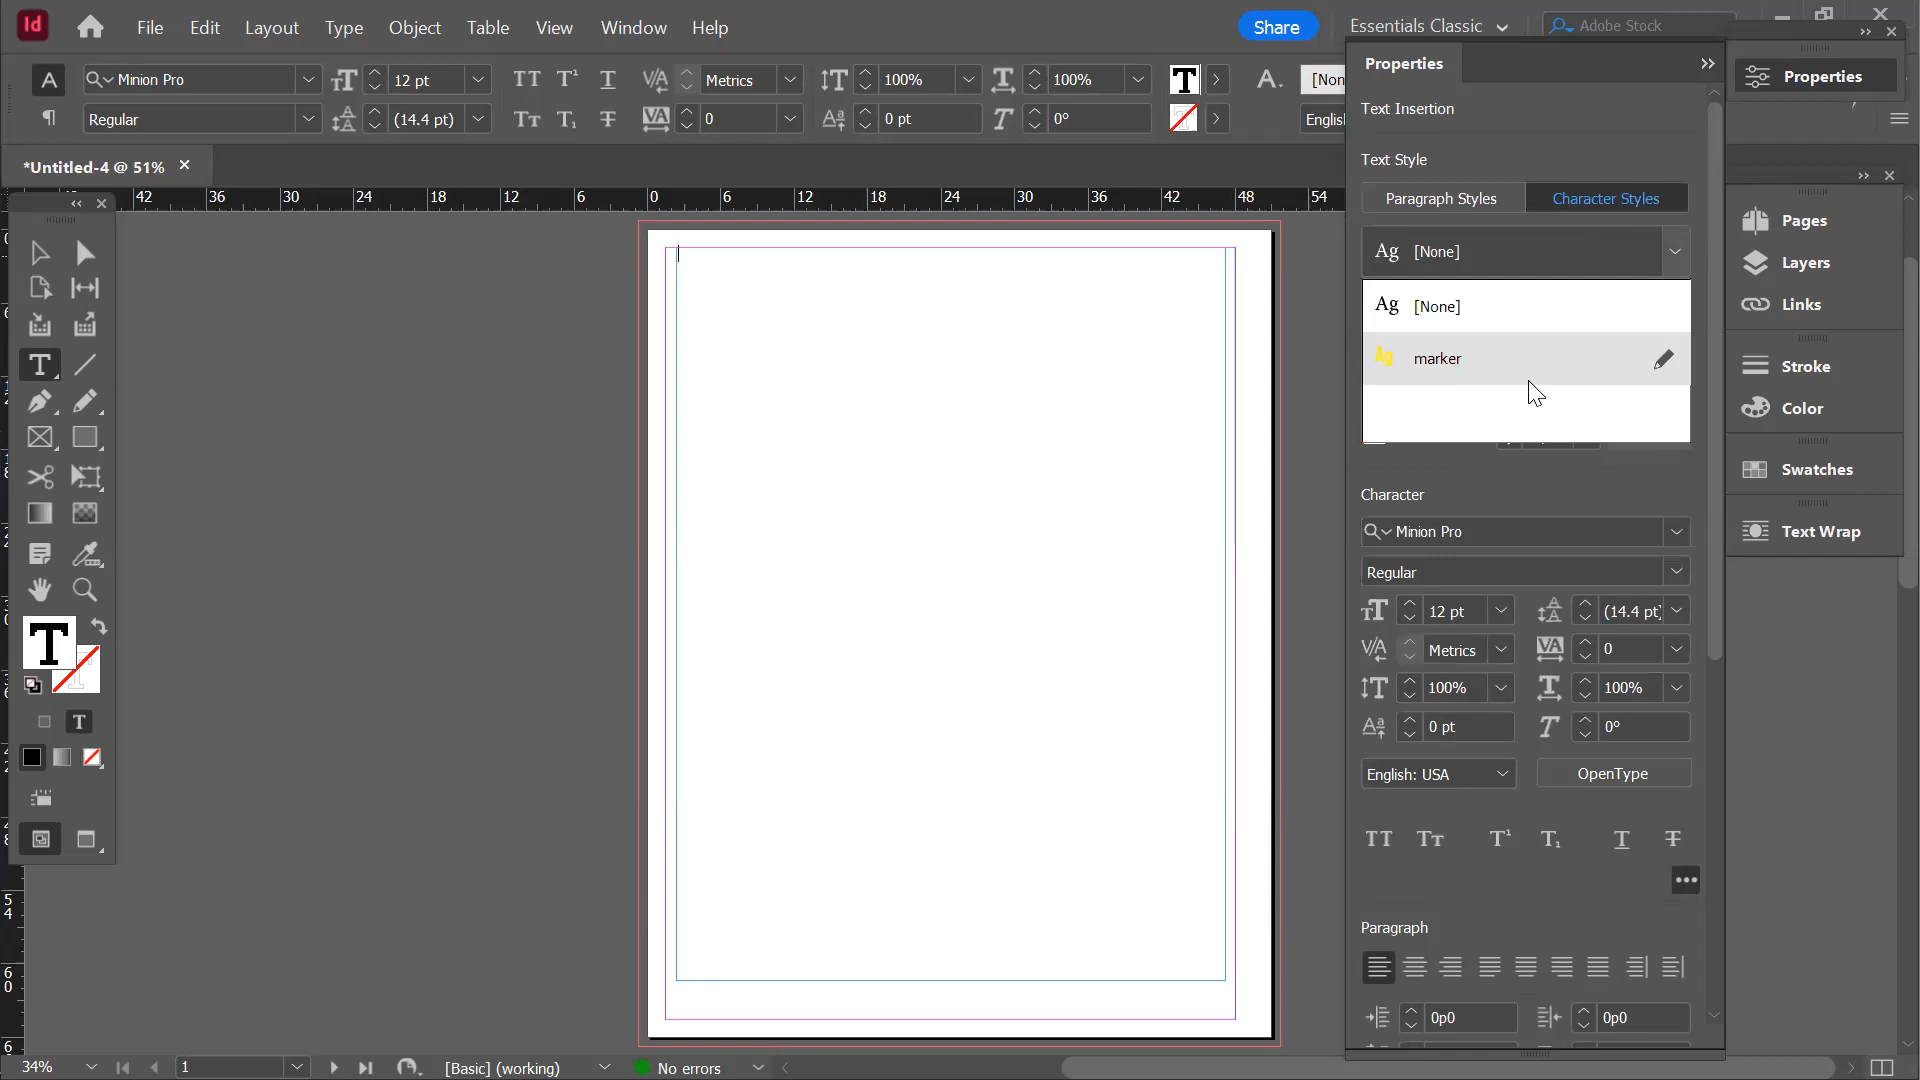 Id
File Edit Layout Type Object Table View Window Help
Share
Essentials Classic
Adobe Stock
Minion Pro
12 pt
Metrics
100%
100%
[Non
Regular
(14.4 pt)
0
0 pt
0°
Englis
*Untitled-4 @ 51%
42 36 30 24 18 12 6 0 6 12 18 24 30 36 42 48 54
Properties
Text Insertion
Text Style
Paragraph Styles
Character Styles
Ag [None]
Ag [None]
Ag marker
Character
Minion Pro
Regular
12 pt
(14.4 pt)
Metrics
0
100%
100%
0 pt
0°
English: USA
OpenType
Paragraph
0p0
0p0
Properties
Pages
Layers
Links
Stroke
Color
Swatches
Text Wrap
34%
1
[Basic] (working)
No errors